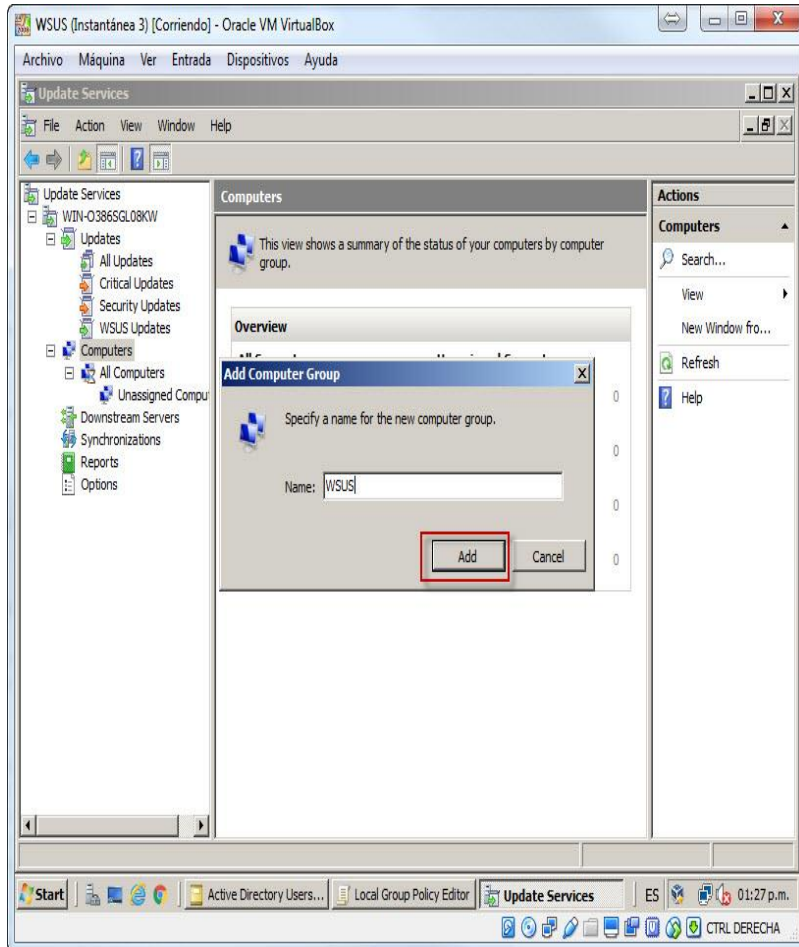 WSUS (Instantánea 3) [Corriendo] - Oracle VM VirtualBox
Archivo Máquina Ver Entrada Dispositivos Ayuda
Update Services
File Action View Window Help
Update Services
WIN-O386SGL08KW
Updates
All Updates
Critical Updates
Security Updates
WSUS Updates
Computers
All Computers
Unassigned Compu
Downstream Servers
Synchronizations
Reports
Options
Computers
This view shows a summary of the status of your computers by computer
group.
Overview
0
0
0
0
Add Computer Group
Specify a name for the new computer group.
Name: WSUS
Add Cancel
Actions
Computers
Search...
View
New Window fro...
Refresh
Help
Start
Active Directory Users...
Local Group Policy Editor
Update Services
ES
01:27 p.m.
CTRL DERECHA